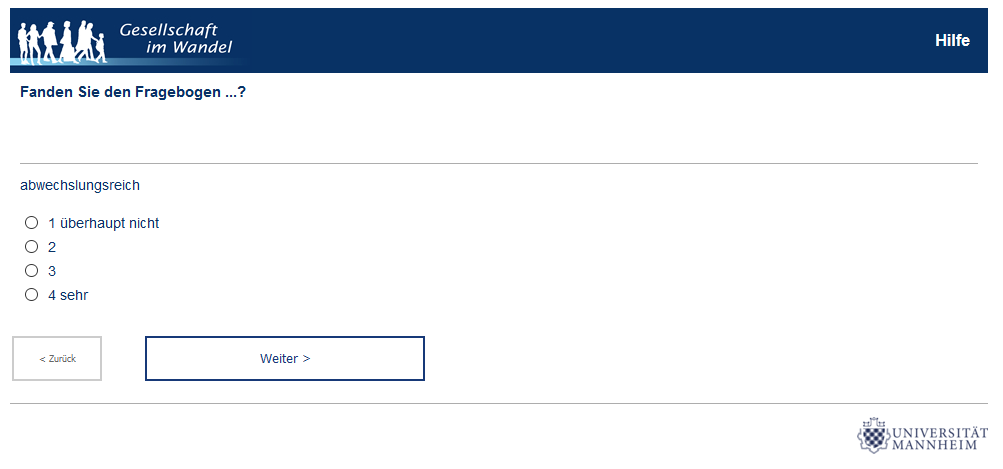 Gesellschaft
im Wandel
Hilfe
Fanden Sie den Fragebogen ...?
abwechslungsreich
1 überhaupt nicht
2
3
4 sehr
< Zurück
Weiter >
UNIVERSITÄT
MANNHEIM